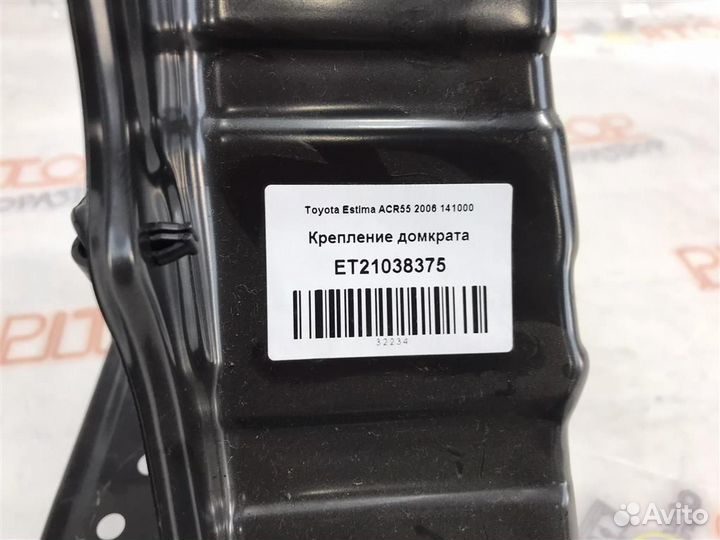 Toyota Estima ACR55 2006 141000
Крепление домкрата
ET21038375
32234
Avito